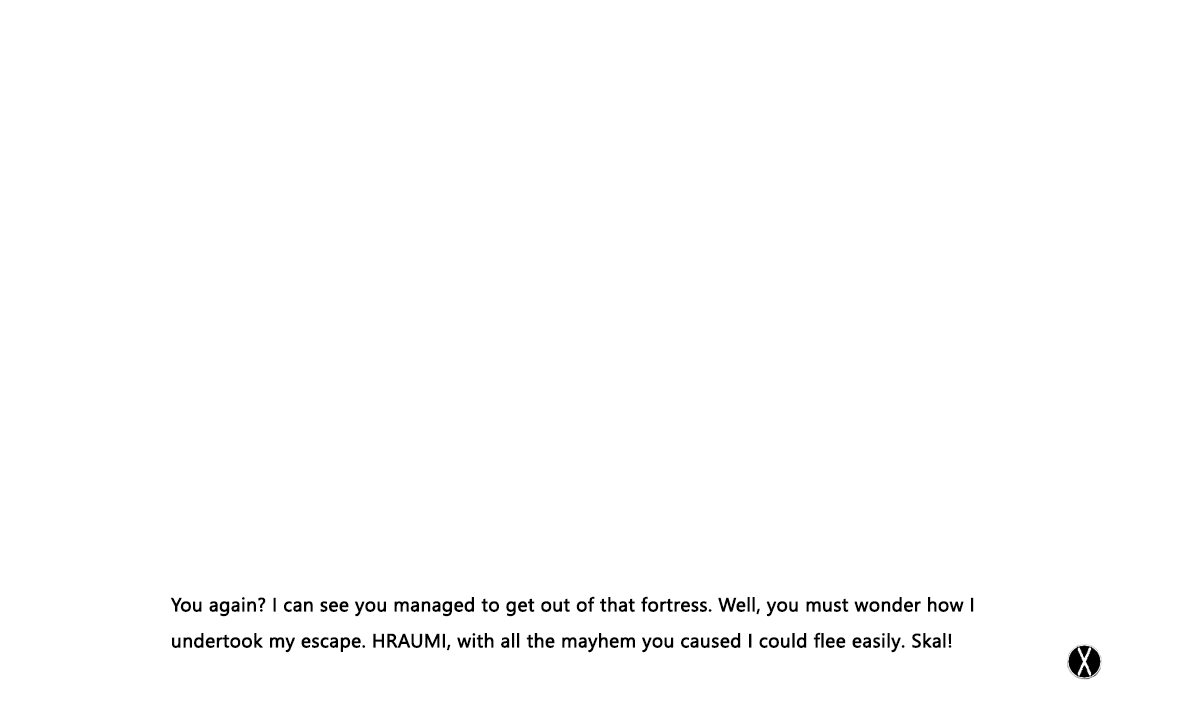 You again? I can see you managed to get out of that fortress. Well, you must wonder how I
undertook my escape. HRAUMI, with all the mayhem you caused I could flee easily. Skal!
X